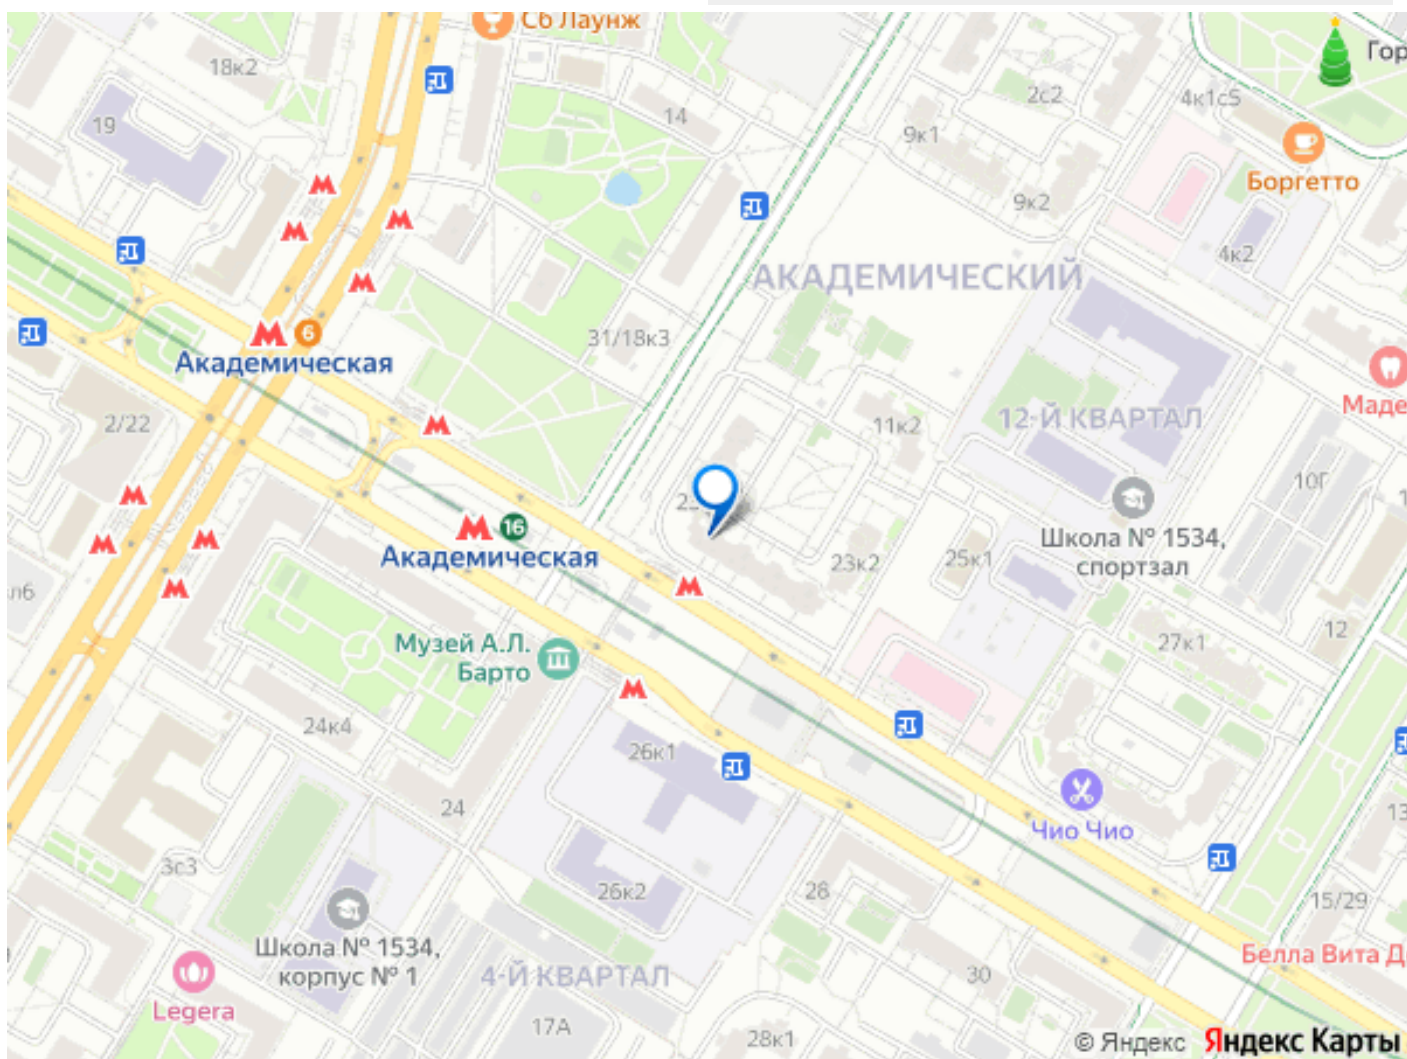 Сб Лаунж
Гор
18к2
2с2
4к1с5
19
14
9к1
Боргетто
9к2
4к2
АКАДЕМИЧЕСКИЙ
6
31/18к3
Академическая
Маде
2/22
11к2
12-Й КВАРТАЛ
10Г
16
Академическая
Школа № 1534,
спортзал
23к2
25к1
12
Музей А.Л.
Барто
27к1
24к4
26к1
24
Чио Чио
13
3с3
26к2
26
15/29
Школа № 1534,
корпус № 1
Белла Вита Д
4-Й КВАРТАЛ
30
Legera
17А
28к1
© Яндекс Яндекс Карты